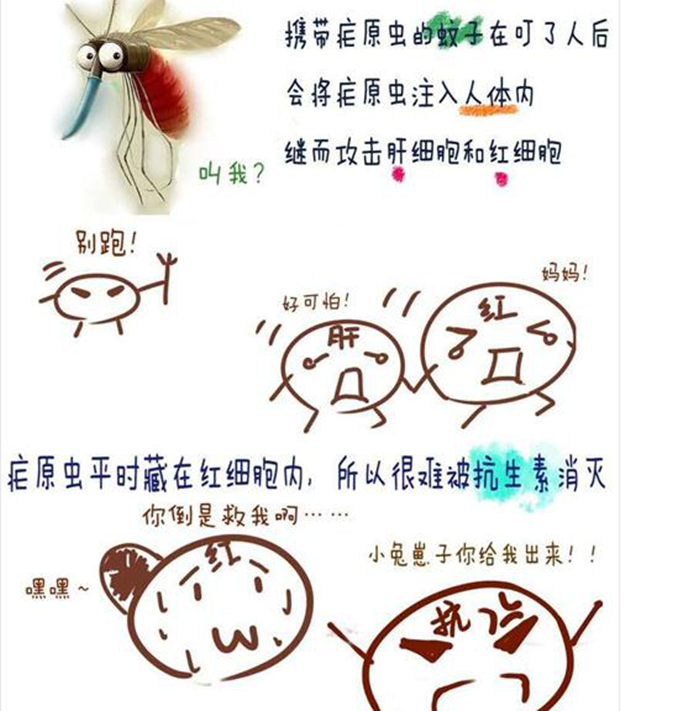 携带疟原虫的蚊子在叮了人后
会将疟原虫注入人体内
继而攻击肝细胞和红细胞
叫我?
别跑!
妈妈!
好可怕!
红
肝
疟原虫平时藏在红细胞内,所以很难被抗生素消灭
你倒是救我啊……
小兔崽子你给我出来!!
嘿嘿~
红
抗